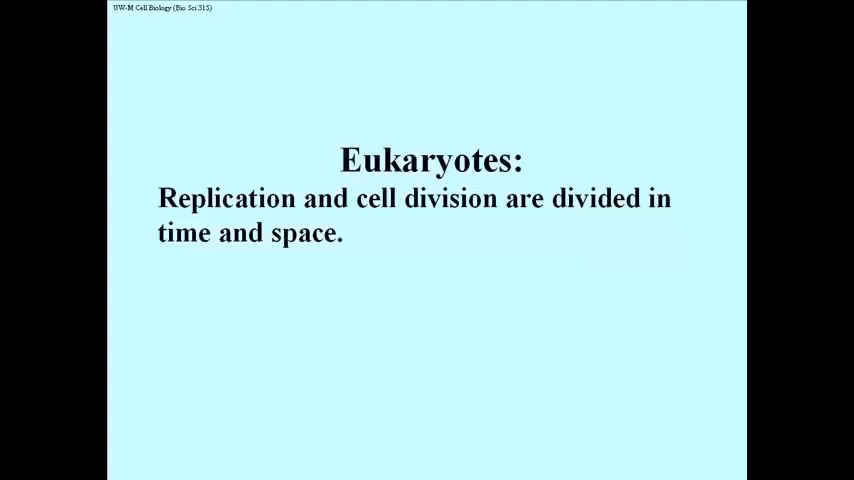 UW-M Cell Biology (Bio Sci 315)
Eukaryotes:
Replication and cell division are divided in
time and space.